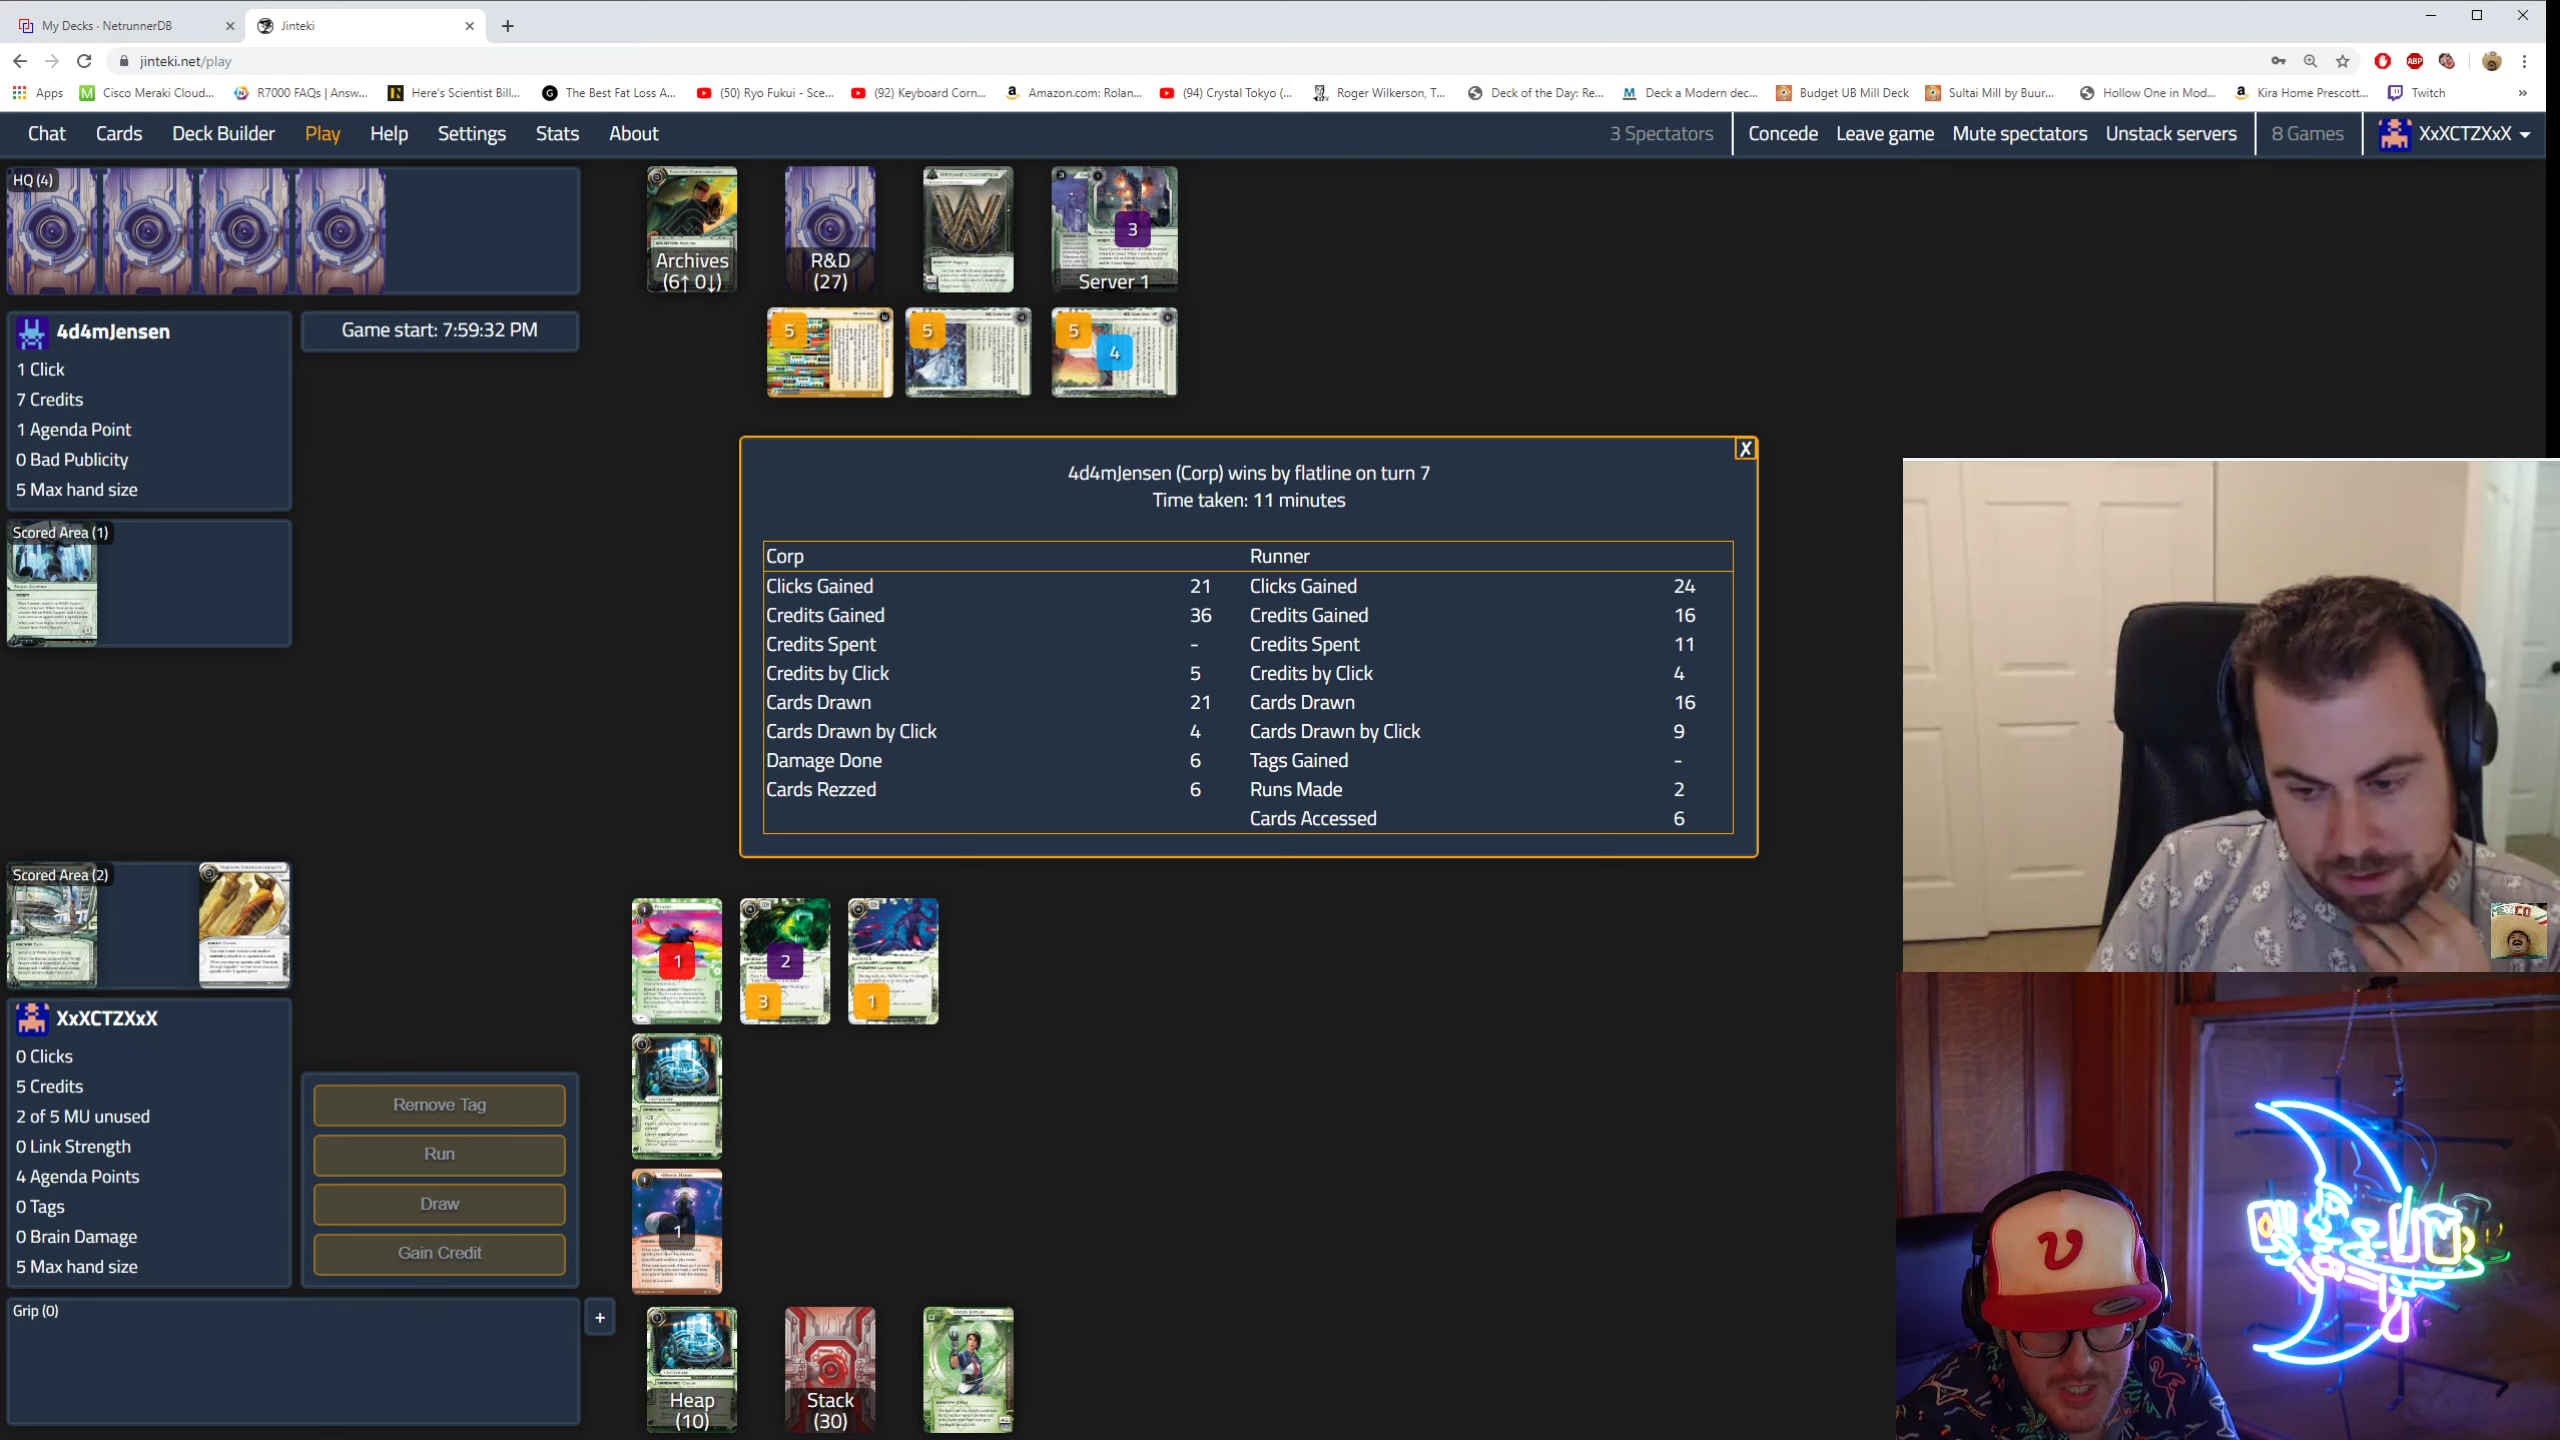 My Decks · NetrunnerDB
Jinteki
jinteki.net/play
Apps
Cisco Meraki Cloud...
R7000 FAQs | Answ...
Here's Scientist Bill...
The Best Fat Loss A...
(50) Ryo Fukui - Sce...
(92) Keyboard Corn...
Amazon.com: Rolan...
(94) Crystal Tokyo (...
Roger Wilkerson, T...
Deck of the Day: Re...
Deck a Modern dec...
Budget UB Mill Deck
Sultai Mill by Buur...
Hollow One in Mod...
Kira Home Prescott...
Twitch
Chat Cards Deck Builder Play Help Settings Stats About
3 Spectators Concede Leave game Mute spectators Unstack servers 8 Games XxXCTZXxX
HQ (4)
Archives
(6↑ 0↓)
R&D
(27)
3
Server 1
5
5
5
4
4d4mJensen
1 Click
7 Credits
1 Agenda Point
0 Bad Publicity
5 Max hand size
Game start: 7:59:32 PM
Scored Area (1)
X
4d4mJensen (Corp) wins by flatline on turn 7
Time taken: 11 minutes
Corp Runner
Clicks Gained 21 Clicks Gained 24
Credits Gained 36 Credits Gained 16
Credits Spent - Credits Spent 11
Credits by Click 5 Credits by Click 4
Cards Drawn 21 Cards Drawn 16
Cards Drawn by Click 4 Cards Drawn by Click 9
Damage Done 6 Tags Gained -
Cards Rezzed 6 Runs Made 2
Cards Accessed 6
Scored Area (2)
XxXCTZXxX
0 Clicks
5 Credits
2 of 5 MU unused
0 Link Strength
4 Agenda Points
0 Tags
0 Brain Damage
5 Max hand size
Remove Tag
Run
Draw
Gain Credit
1
2
3
1
1
Grip (0)
+
Heap
(10)
Stack
(30)